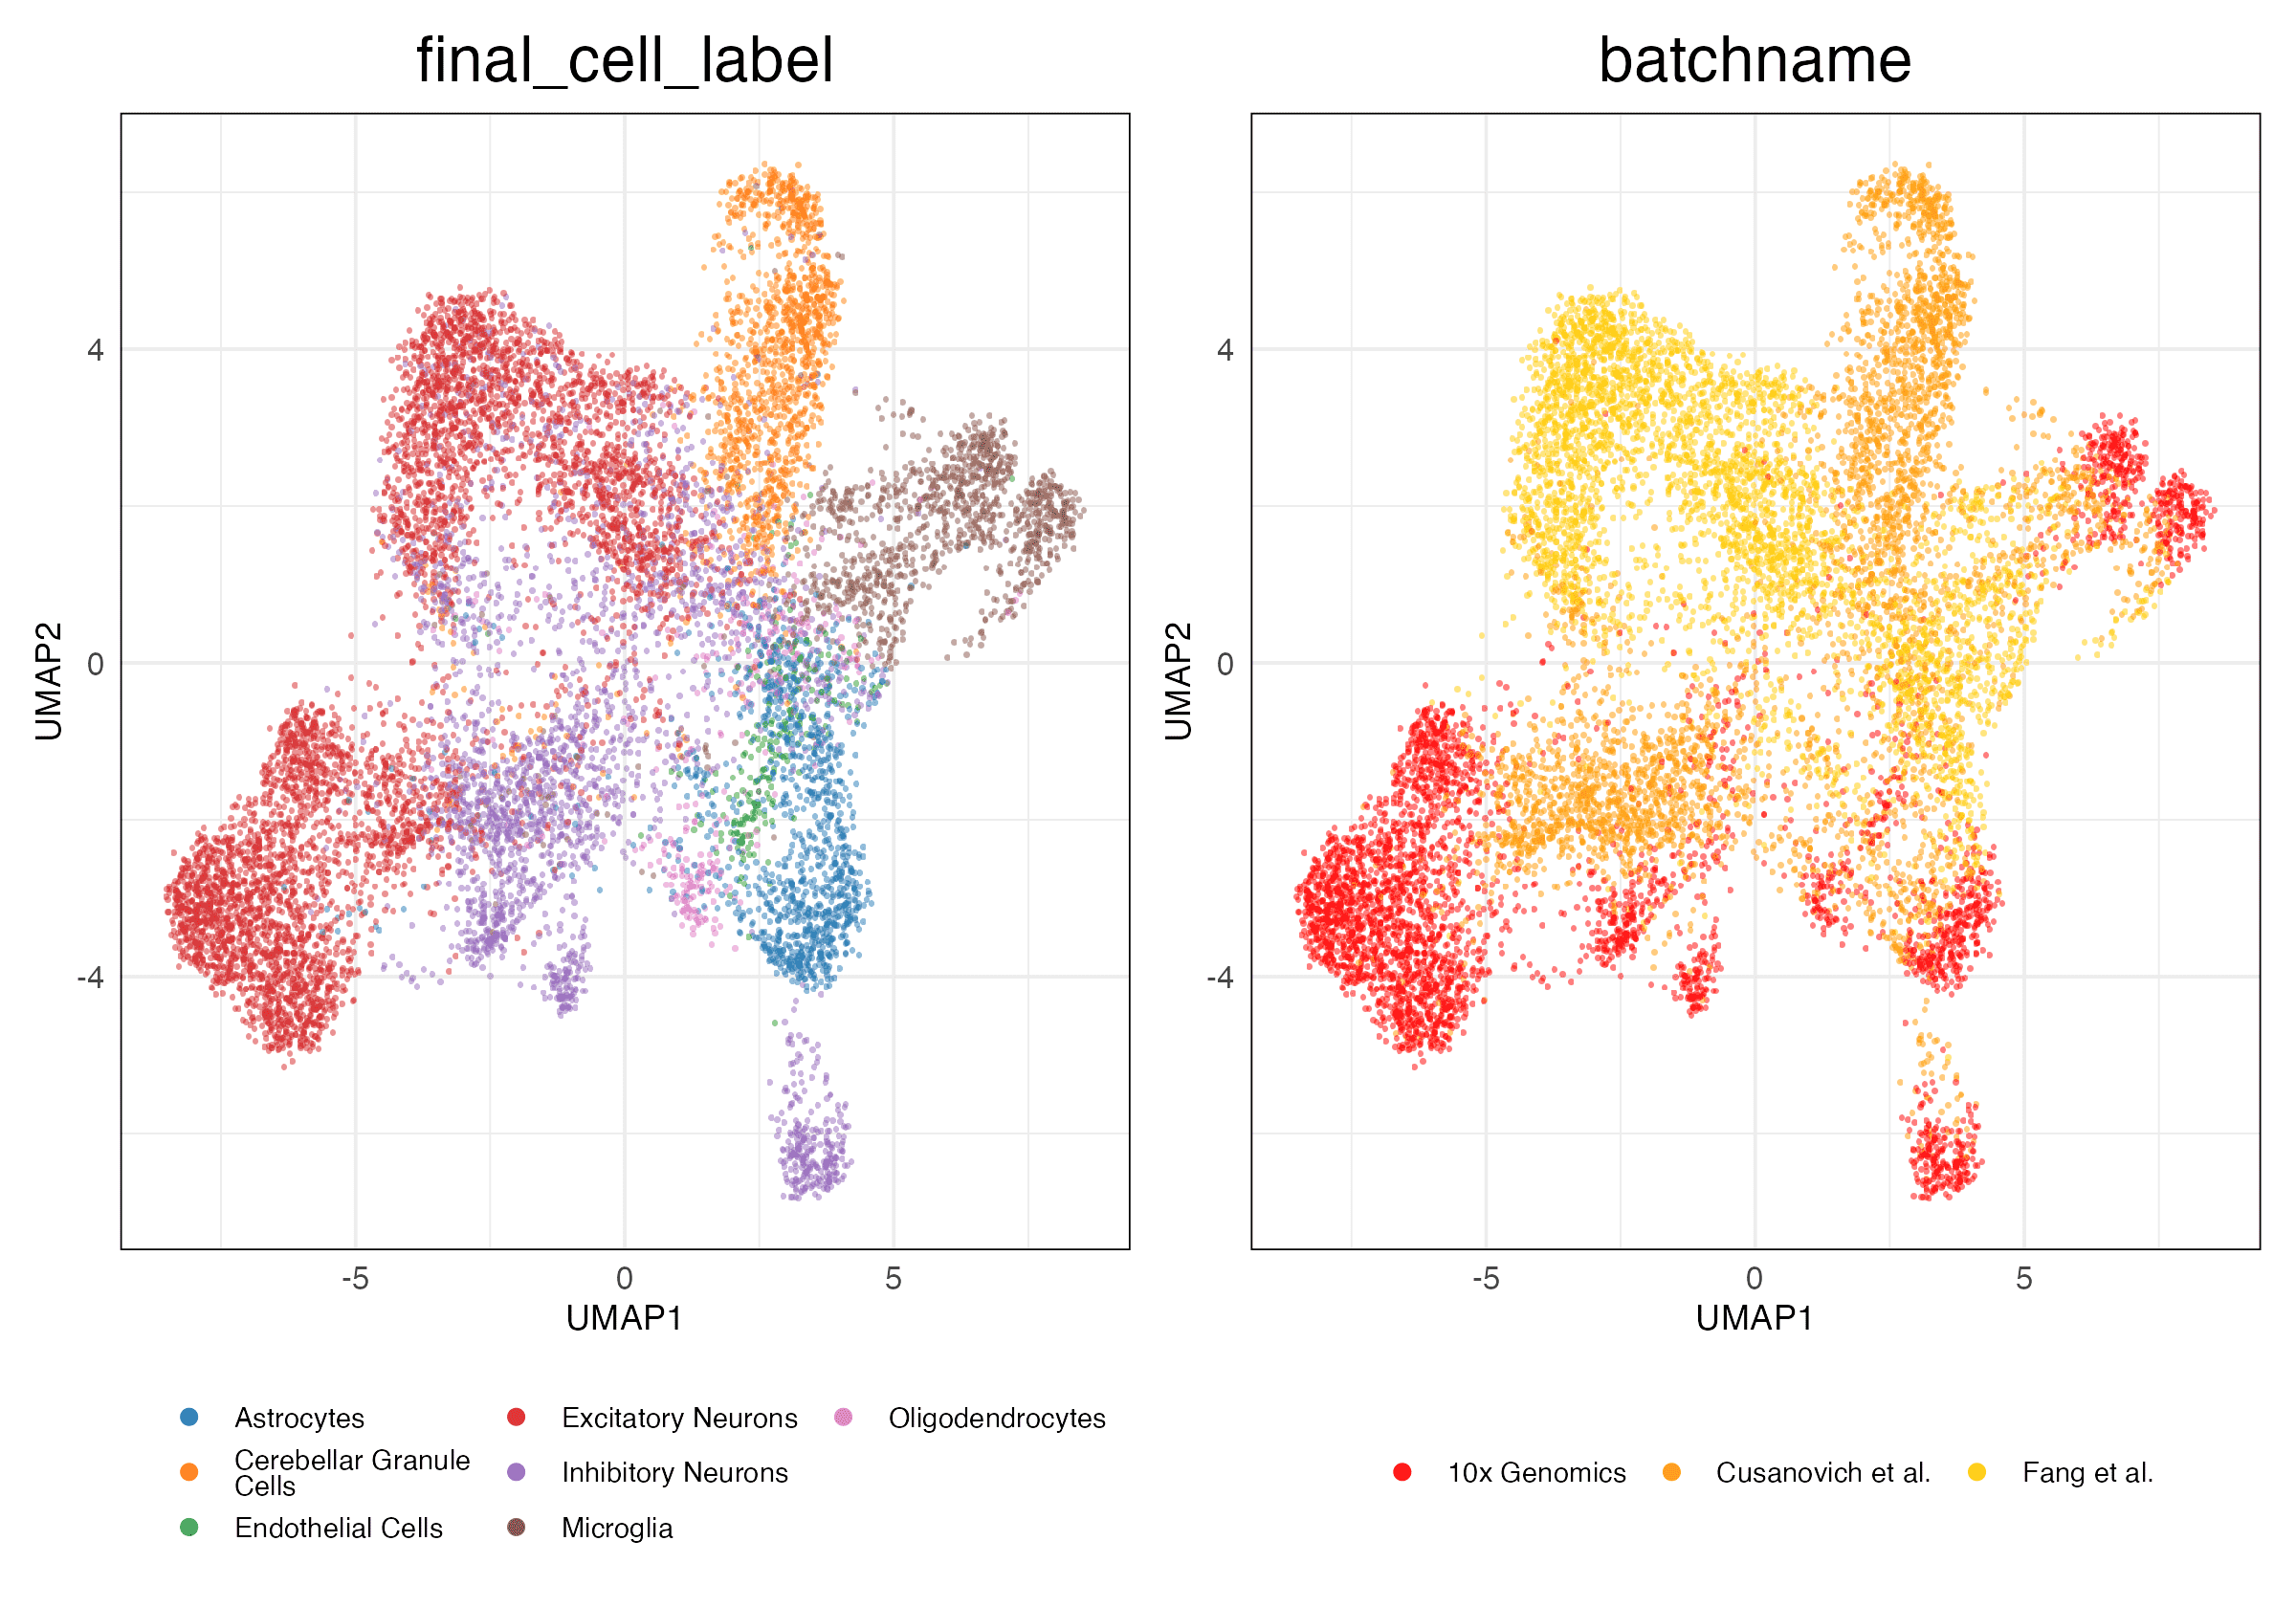 final_cell_label
batchname
UMAP2
4
0
-4
-5
0
5
UMAP1
UMAP2
4
0
-4
-5
0
5
UMAP1
Astrocytes
Cerebellar Granule
Cells
Endothelial Cells
Excitatory Neurons
Inhibitory Neurons
Microglia
Oligodendrocytes
10x Genomics
Cusanovich et al.
Fang et al.